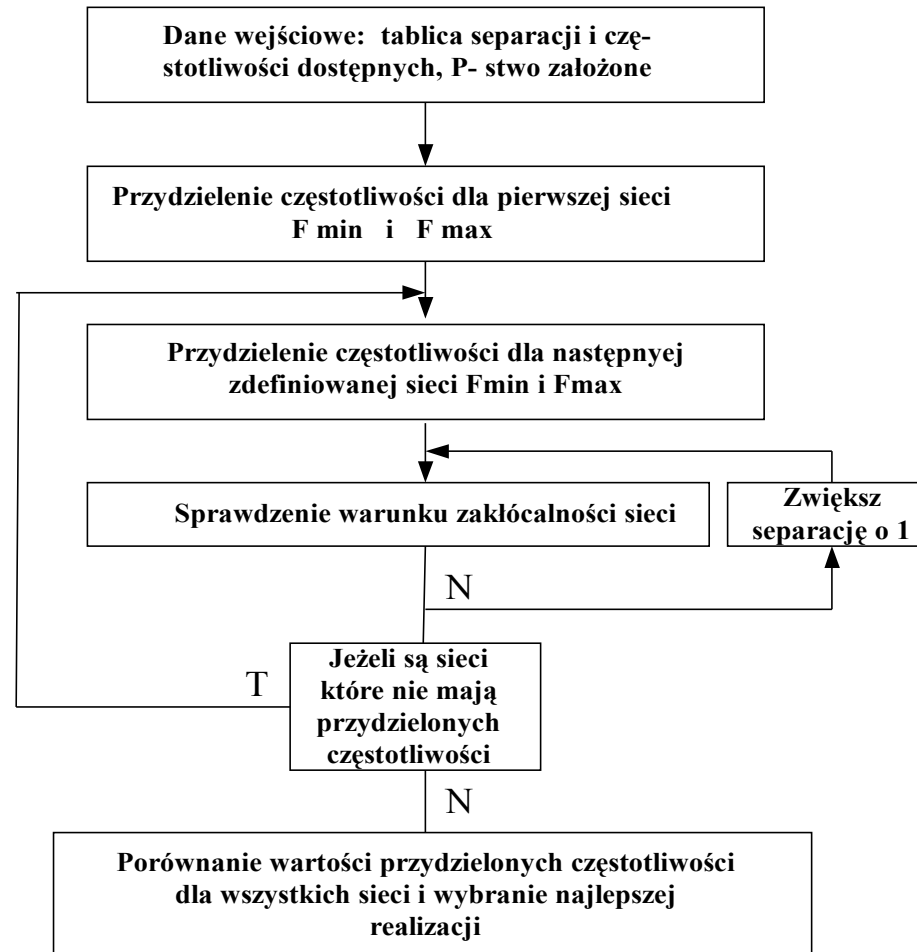 Dane wejściowe: tablica separacji i czę-
stotliwości dostępnych, P- stwo założone
Przydzielenie częstotliwości dla pierwszej sieci
F min i F max
Przydzielenie częstotliwości dla następnyej
zdefiniowanej sieci Fmin i Fmax
Sprawdzenie warunku zakłócalności sieci
Zwiększ
separację o 1
N
Jeżeli są sieci
które nie mają
przydzielonych
częstotliwości
T
N
Porównanie wartości przydzielonych częstotliwości
dla wszystkich sieci i wybranie najlepszej
realizacji